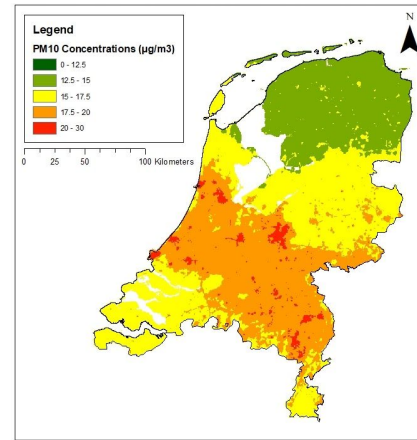 N
Legend
PM10 Concentrations (µg/m3)
0 - 12.5
12.5 - 15
15 - 17.5
17.5 - 20
20 - 30
0 25 50 100 Kilometers